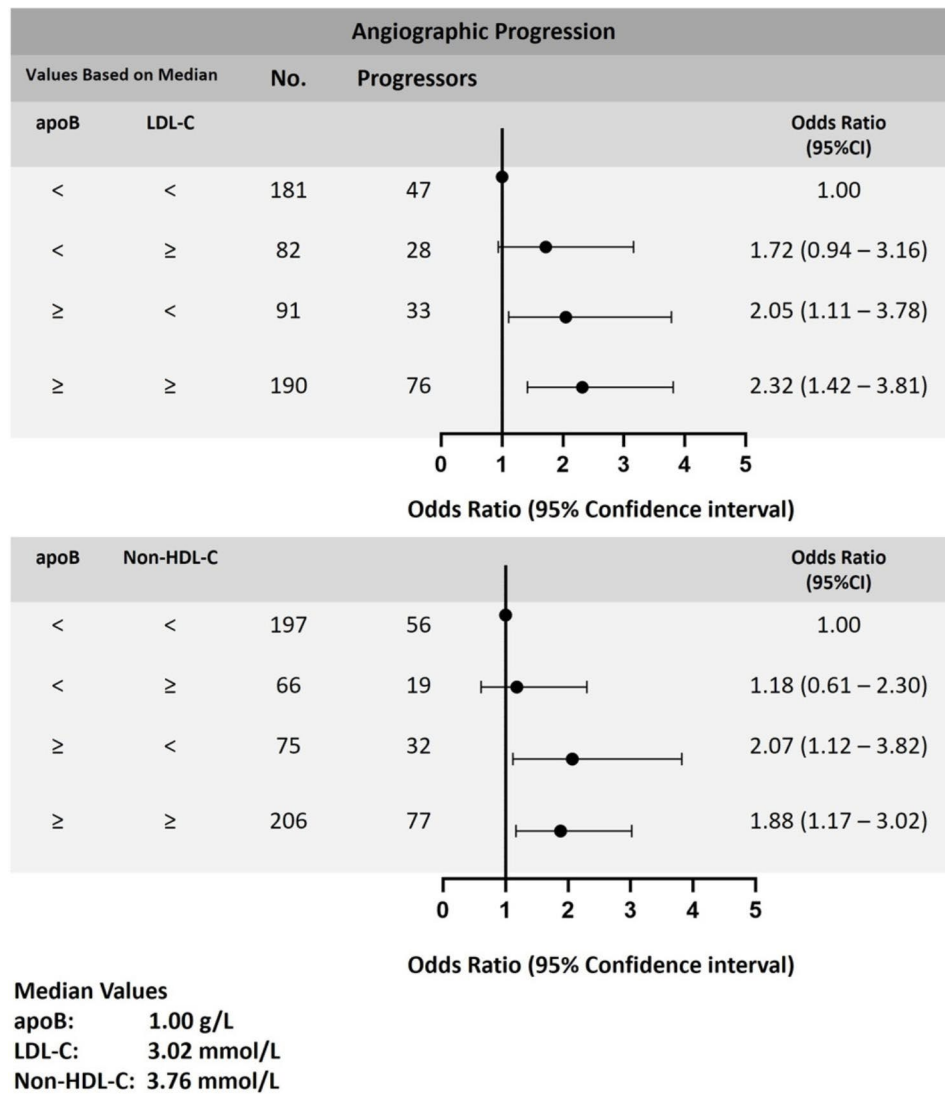 Angiographic Progression
Values Based on Median No. Progressors
apoB LDL-C Odds Ratio
(95%CI)
< < 181 47 1.00
< ≥ 82 28 1.72 (0.94 – 3.16)
≥ < 91 33 2.05 (1.11 – 3.78)
≥ ≥ 190 76 2.32 (1.42 – 3.81)
0 1 2 3 4 5
Odds Ratio (95% Confidence interval)
apoB Non-HDL-C Odds Ratio
(95%CI)
< < 197 56 1.00
< ≥ 66 19 1.18 (0.61 – 2.30)
≥ < 75 32 2.07 (1.12 – 3.82)
≥ ≥ 206 77 1.88 (1.17 – 3.02)
0 1 2 3 4 5
Odds Ratio (95% Confidence interval)
Median Values
apoB: 1.00 g/L
LDL-C: 3.02 mmol/L
Non-HDL-C: 3.76 mmol/L